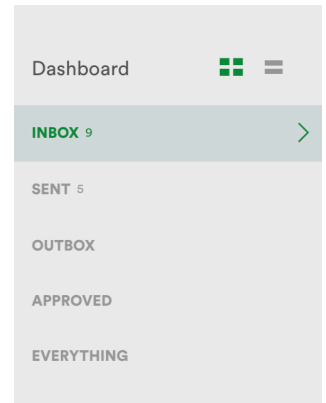 Dashboard
INBOX 9
SENT 5
OUTBOX
APPROVED
EVERYTHING